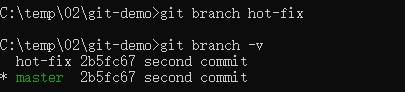 C:\temp\02\git-demo>git branch hot-fix
C:\temp\02\git-demo>git branch -v
  hot-fix 2b5fc67 second commit
* master  2b5fc67 second commit